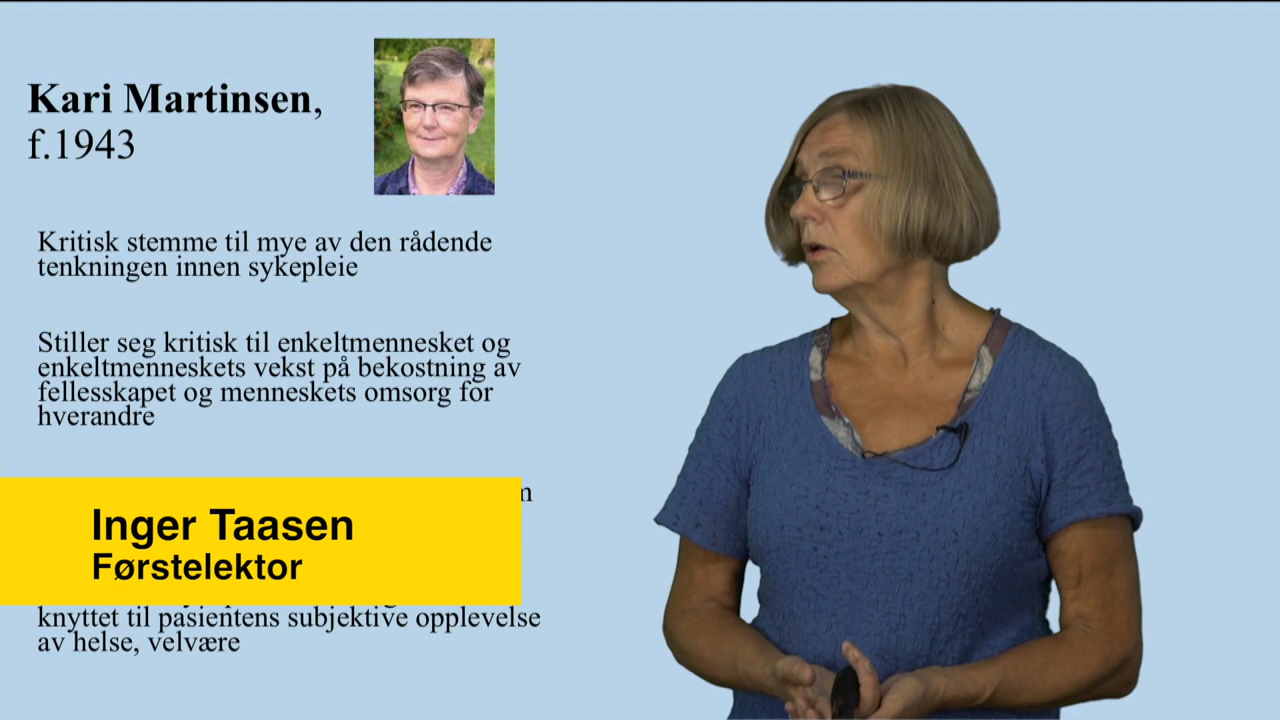 Kari Martinsen,
f.1943
Kritisk stemme til mye av den rådende
tenkningen innen sykepleie
Stiller seg kritisk til enkeltmennesket og
enkeltmenneskets vekst på bekostning av
fellesskapet og menneskets omsorg for
hverandre
Inger Taasen
Førstelektor
knyttet til pasientens subjektive opplevelse
av helse, velvære